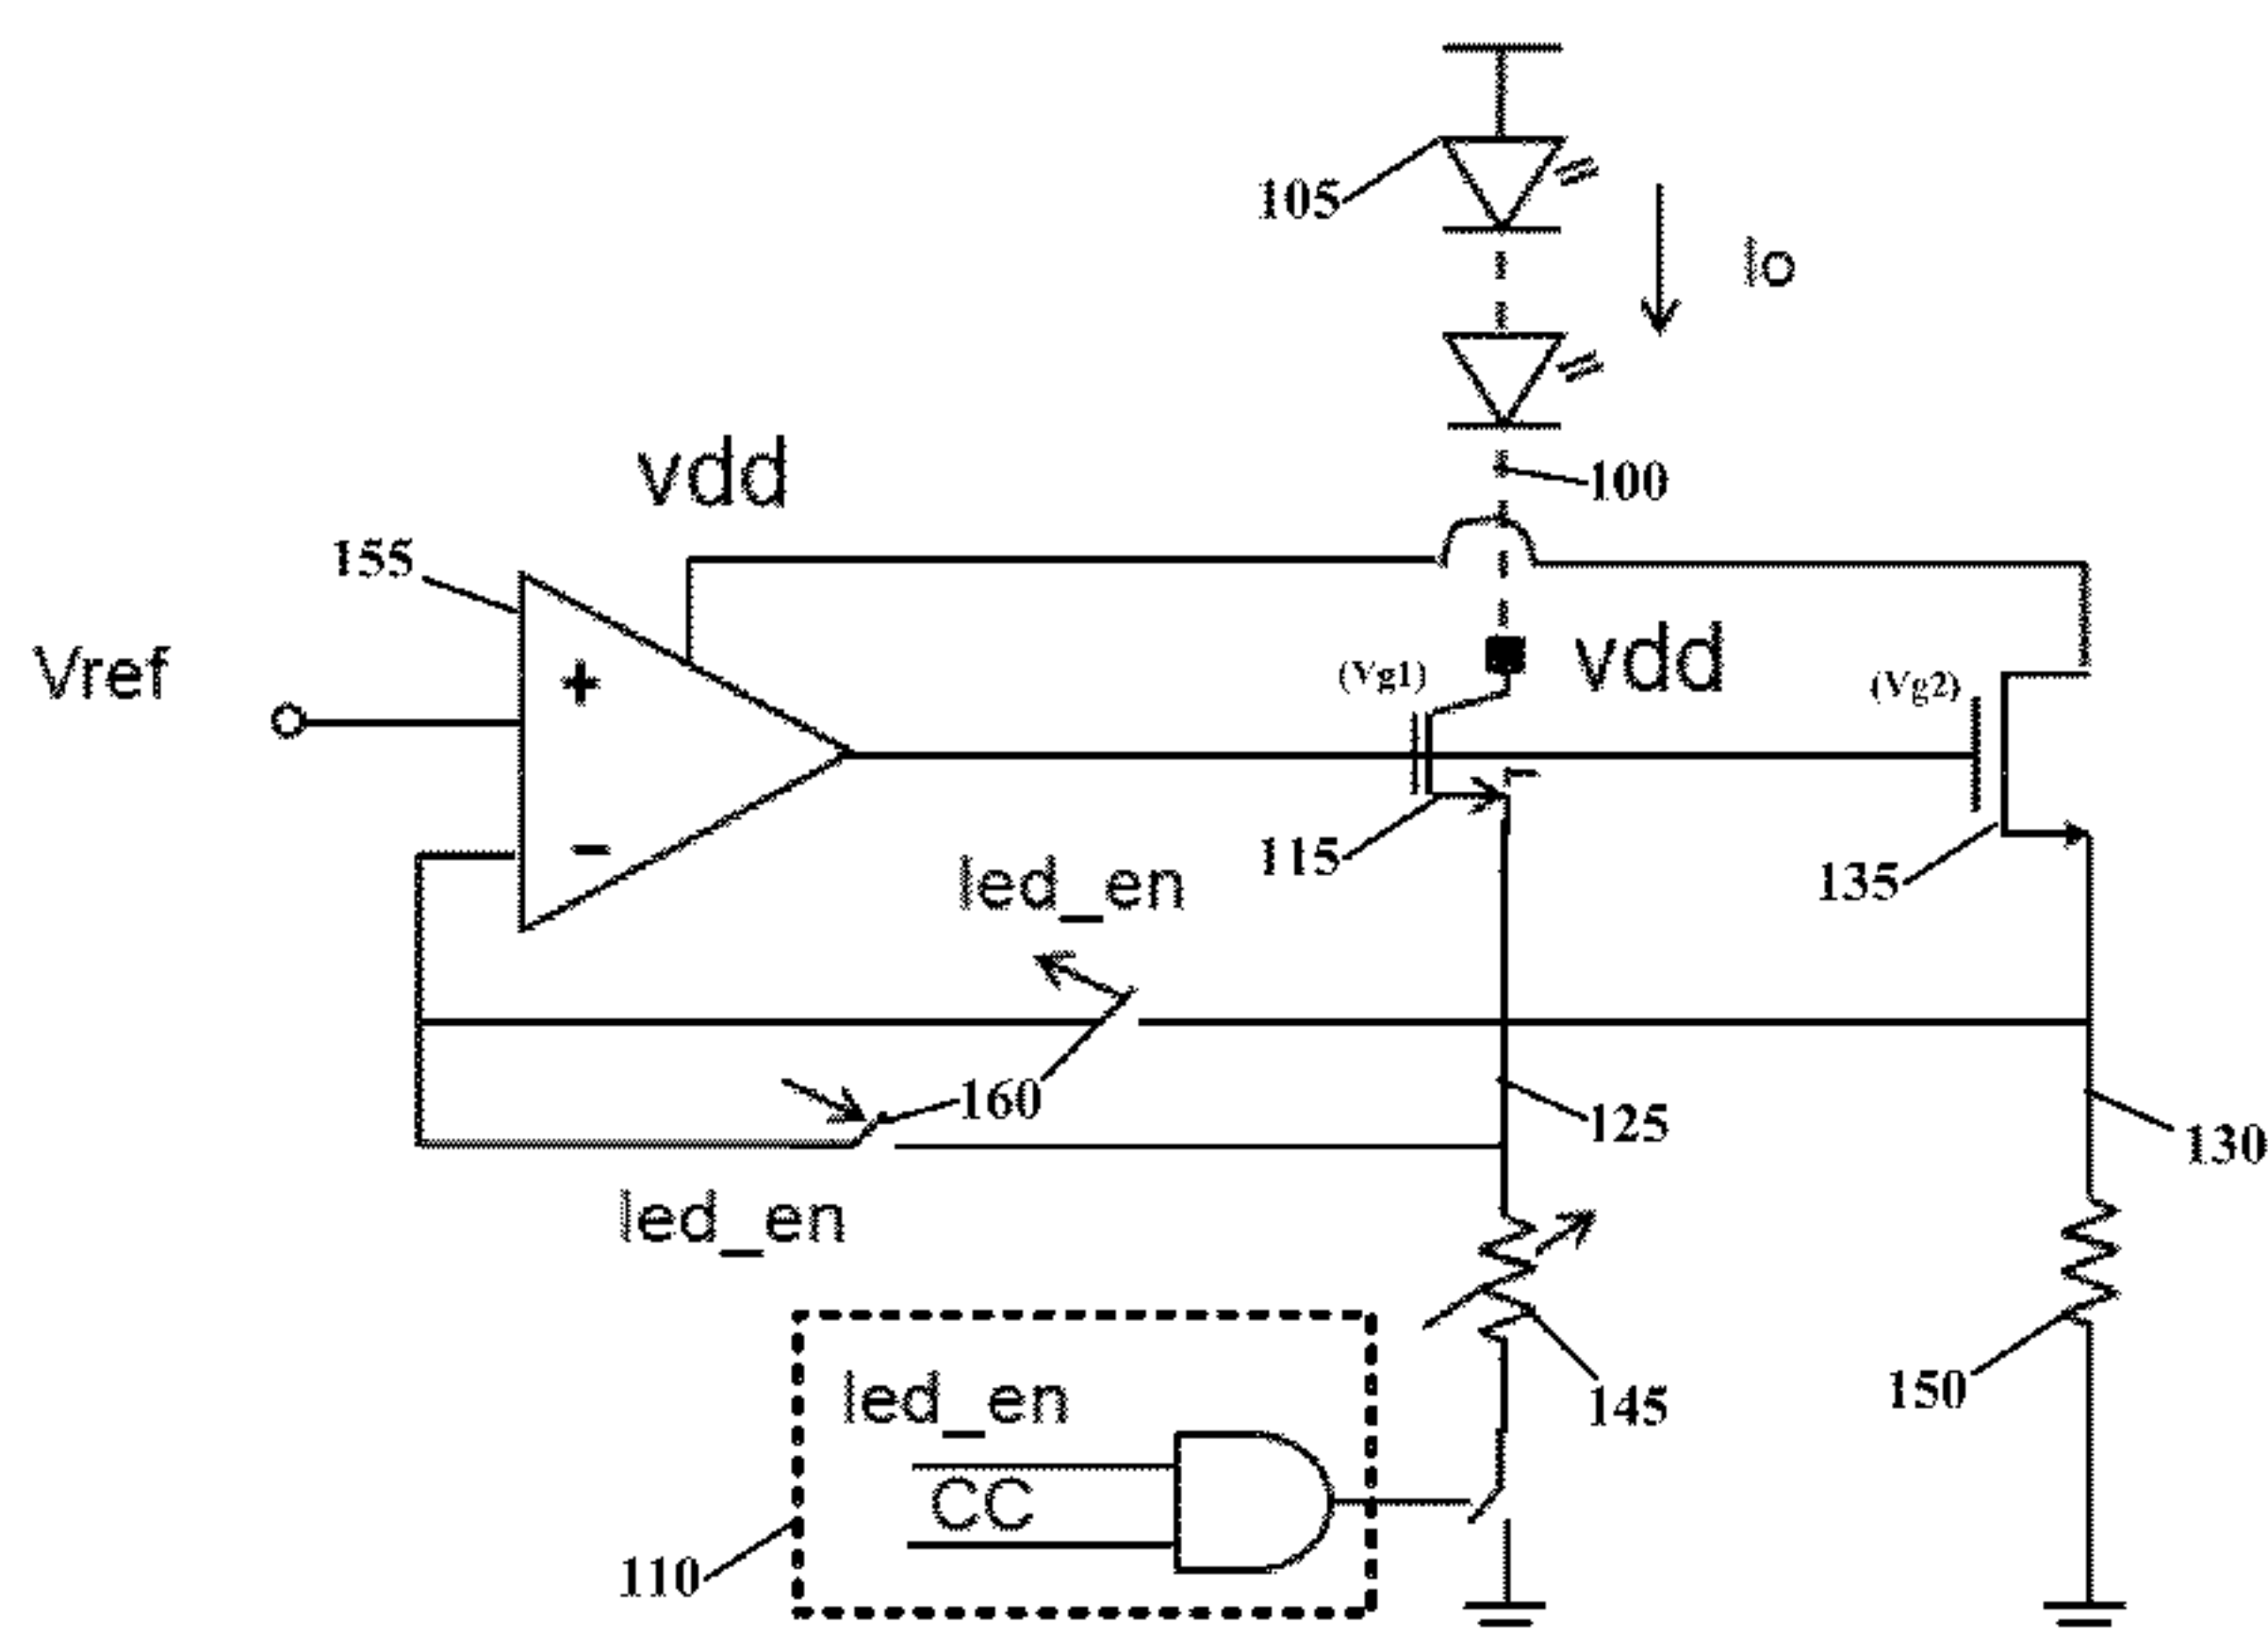 105
Io
100
vdd
155
Vref
+
(Vg1)
vdd
(Vg2)
115
135
−
led_en
160
125
130
led_en
145
150
led_en
CC
110